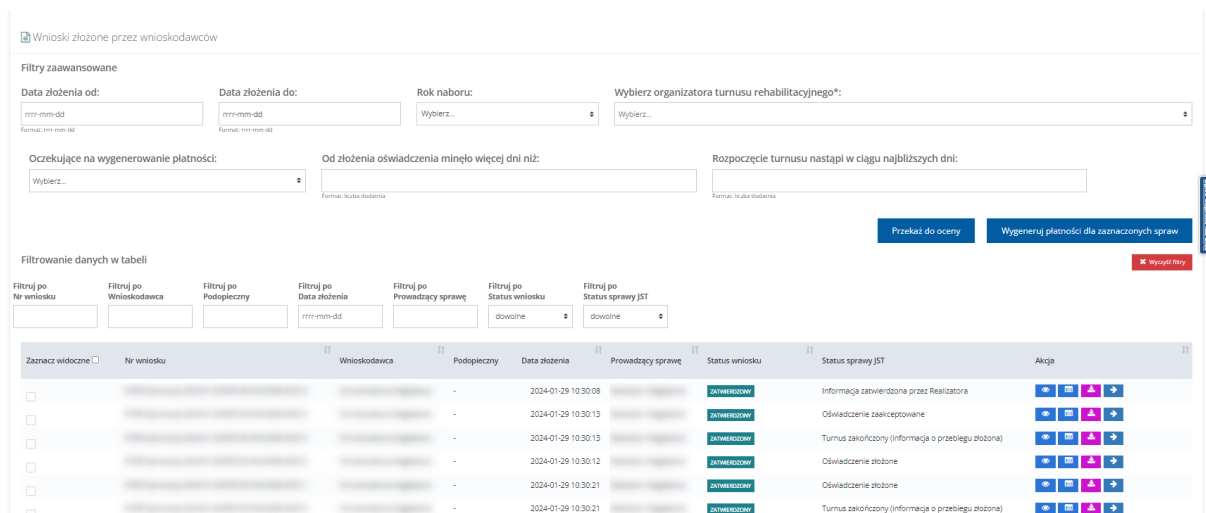 Wnioski złożone przez wnioskodawców
Filtry zaawansowane
Data złożenia od: Data złożenia do: Rok naboru: Wybierz organizatora turnusu rehabilitacyjnego*:
rrrr-mm-dd rrrr-mm-dd Wybierz... Wybierz...
Format: rrrr-mm-dd Format: rrrr-mm-dd
Oczekujące na wygenerowanie płatności: Od złożenia oświadczenia minęło więcej dni niż: Rozpoczęcie turnusu nastąpi w ciągu najbliższych dni:
Wybierz...
Format: liczba dodatnia Format: liczba dodatnia
Przekaż do oceny Wygeneruj płatności dla zaznaczonych spraw
Filtrowanie danych w tabeli Wyczyść filtry
Filtruj po Filtruj po Filtruj po Filtruj po Filtruj po Filtruj po Filtruj po
Nr wniosku Wnioskodawca Podopieczny Data złożenia Prowadzący sprawę Status wniosku Status sprawy JST
rrrr-mm-dd dowolne dowolne
Zaznacz widoczne Nr wniosku Wnioskodawca Podopieczny Data złożenia Prowadzący sprawę Status wniosku Status sprawy JST Akcja
- 2024-01-29 10:30:08 ZATWIERDZONY Informacja zatwierdzona przez Realizatora
- 2024-01-29 10:30:13 ZATWIERDZONY Oświadczenie zaakceptowane
- 2024-01-29 10:30:13 ZATWIERDZONY Turnus zakończony (informacja o przebiegu złożona)
- 2024-01-29 10:30:12 ZATWIERDZONY Oświadczenie złożone
- 2024-01-29 10:30:21 ZATWIERDZONY Oświadczenie złożone
- 2024-01-29 10:30:21 ZATWIERDZONY Turnus zakończony (informacja o przebiegu złożona)